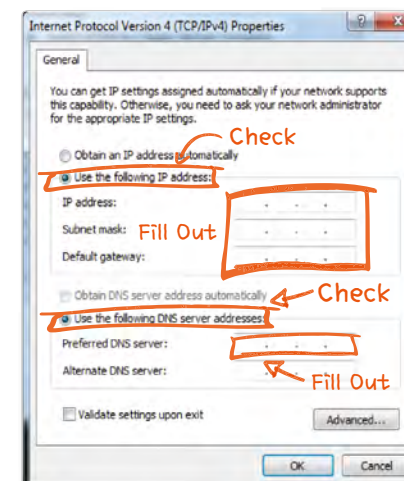 Internet Protocol Version 4 (TCP/IPv4) Properties
General
You can get IP settings assigned automatically if your network supports
this capability. Otherwise, you need to ask your network administrator
for the appropriate IP settings.
Check
Obtain an IP address automatically
Use the following IP address:
IP address:
Subnet mask:
Fill Out
Default gateway:
Obtain DNS server address automatically
Check
Use the following DNS server addresses:
Preferred DNS server:
Alternate DNS server:
Fill Out
Validate settings upon exit
Advanced...
OK
Cancel